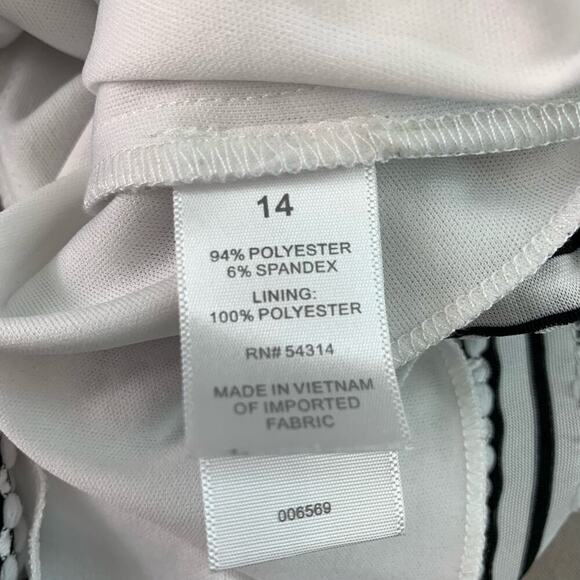 14
94% POLYESTER
6% SPANDEX
LINING:
100% POLYESTER
RN# 54314
MADE IN VIETNAM
OF IMPORTED
FABRIC
006569